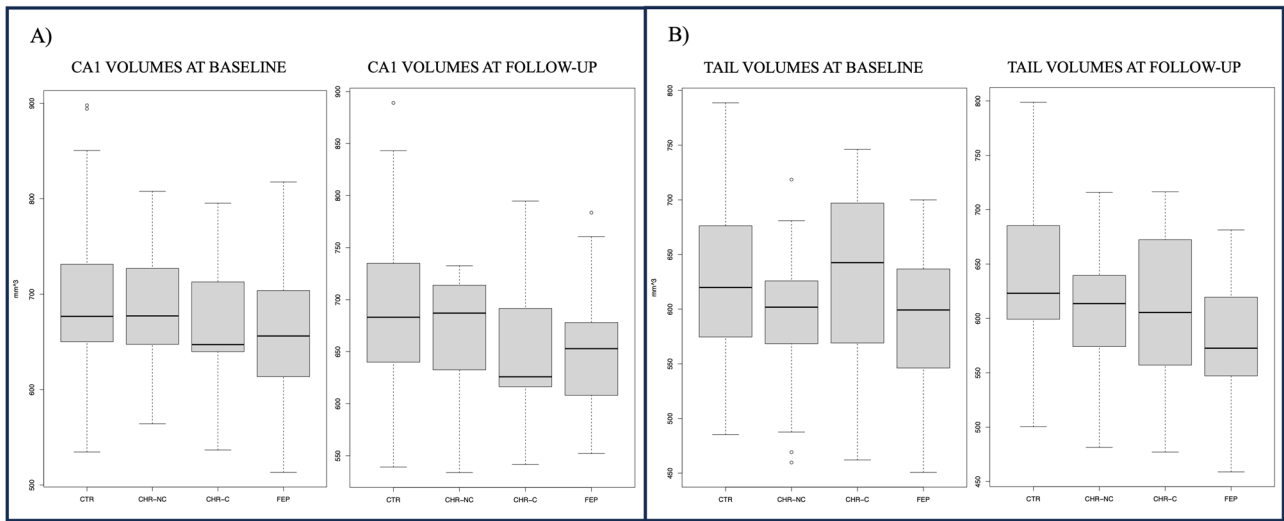 A)
CA1 VOLUMES AT BASELINE
mm^3
900
800
700
600
500
CTR CHR-NC CHR-C FEP
CA1 VOLUMES AT FOLLOW-UP
900
850
800
750
700
650
600
550
CTR CHR-NC CHR-C FEP
B)
TAIL VOLUMES AT BASELINE
mm^3
800
750
700
650
600
550
500
450
CTR CHR-NC CHR-C FEP
TAIL VOLUMES AT FOLLOW-UP
800
750
700
650
600
550
500
450
CTR CHR-NC CHR-C FEP